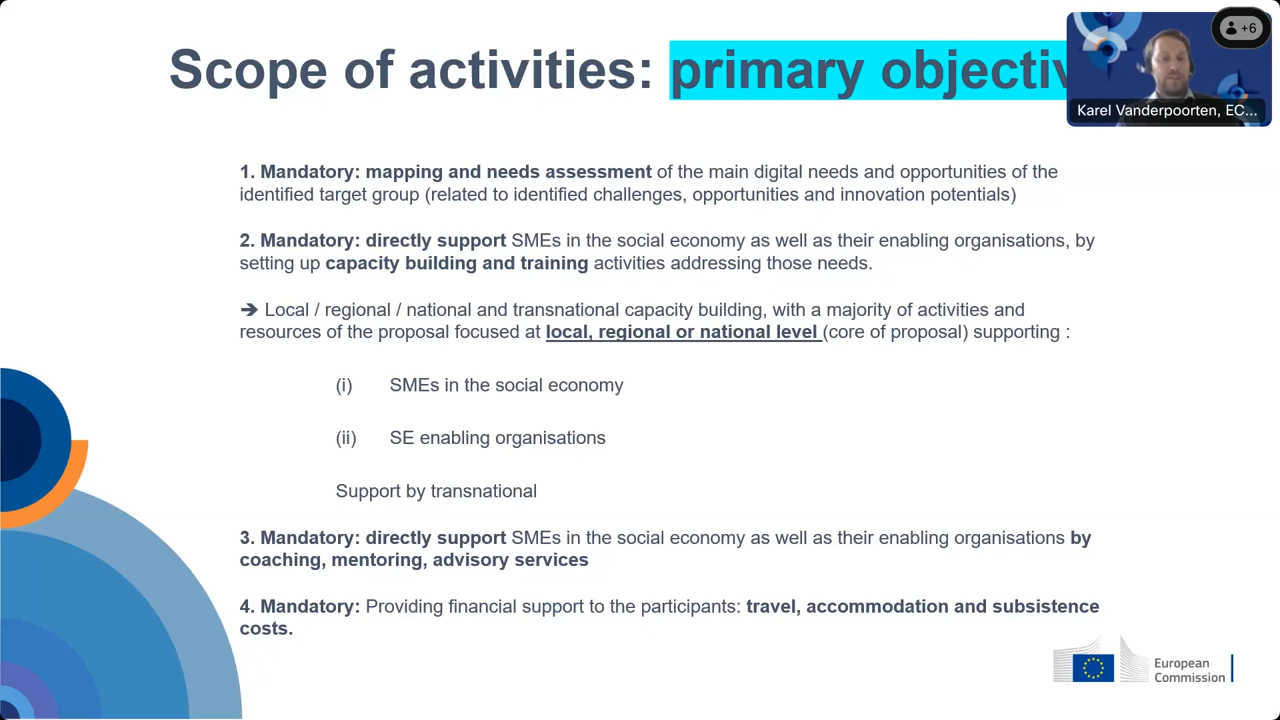 Scope of activities: primary objectiv
+6
Karel Vanderpoorten, EC...
1. Mandatory: mapping and needs assessment of the main digital needs and opportunities of the
identified target group (related to identified challenges, opportunities and innovation potentials)
2. Mandatory: directly support SMEs in the social economy as well as their enabling organisations, by
setting up capacity building and training activities addressing those needs.
➔ Local / regional / national and transnational capacity building, with a majority of activities and
resources of the proposal focused at local, regional or national level (core of proposal) supporting :
(i) SMEs in the social economy
(ii) SE enabling organisations
Support by transnational
3. Mandatory: directly support SMEs in the social economy as well as their enabling organisations by
coaching, mentoring, advisory services
4. Mandatory: Providing financial support to the participants: travel, accommodation and subsistence
costs.
European
Commission